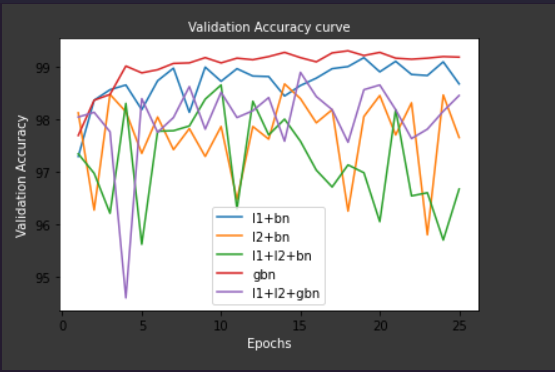 Validation Accuracy curve
Validation Accuracy
99
98
97
96
95
l1+bn
l2+bn
l1+l2+bn
gbn
l1+l2+gbn
0 5 10 15 20 25
Epochs